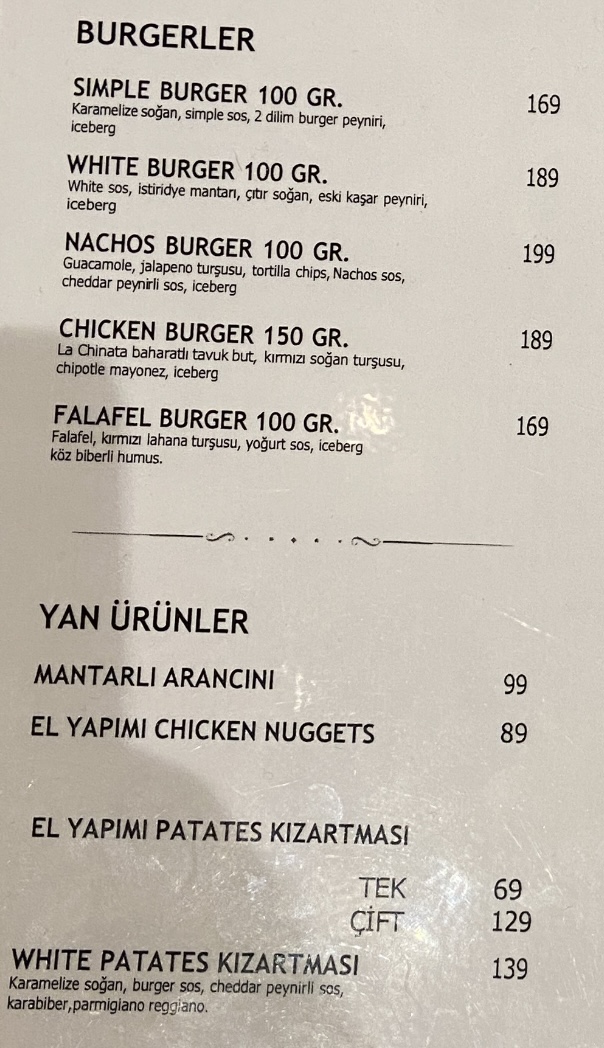 BURGERLER
SIMPLE BURGER 100 GR. 169
Karamelize soğan, simple sos, 2 dilim burger peyniri,
iceberg
WHITE BURGER 100 GR. 189
White sos, istiridye mantarı, çıtır soğan, eski kaşar peyniri,
iceberg
NACHOS BURGER 100 GR. 199
Guacamole, jalapeno turşusu, tortilla chips, Nachos sos,
cheddar peynirli sos, iceberg
CHICKEN BURGER 150 GR. 189
La Chinata baharatlı tavuk but, kırmızı soğan turşusu,
chipotle mayonez, iceberg
FALAFEL BURGER 100 GR. 169
Falafel, kırmızı lahana turşusu, yoğurt sos, iceberg
köz biberli humus.
YAN ÜRÜNLER
MANTARLI ARANCINI 99
EL YAPIMI CHICKEN NUGGETS 89
EL YAPIMI PATATES KIZARTMASI
TEK 69
ÇİFT 129
WHITE PATATES KIZARTMASI 139
Karamelize soğan, burger sos, cheddar peynirli sos,
karabiber,parmigiano reggiano.